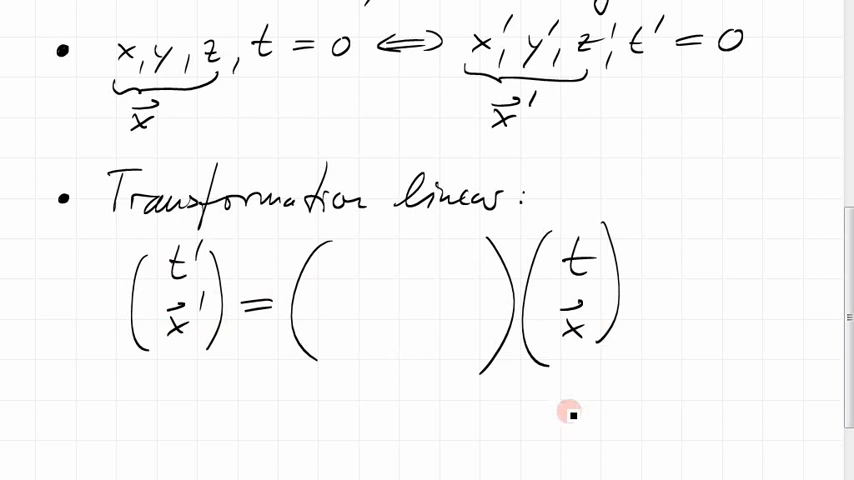 • x, y, z, t = 0 ⟺ x', y', z', t' = 0
x⃗ x⃗'
• Transformation linear:
(t' x⃗') = ( ) (t x⃗)